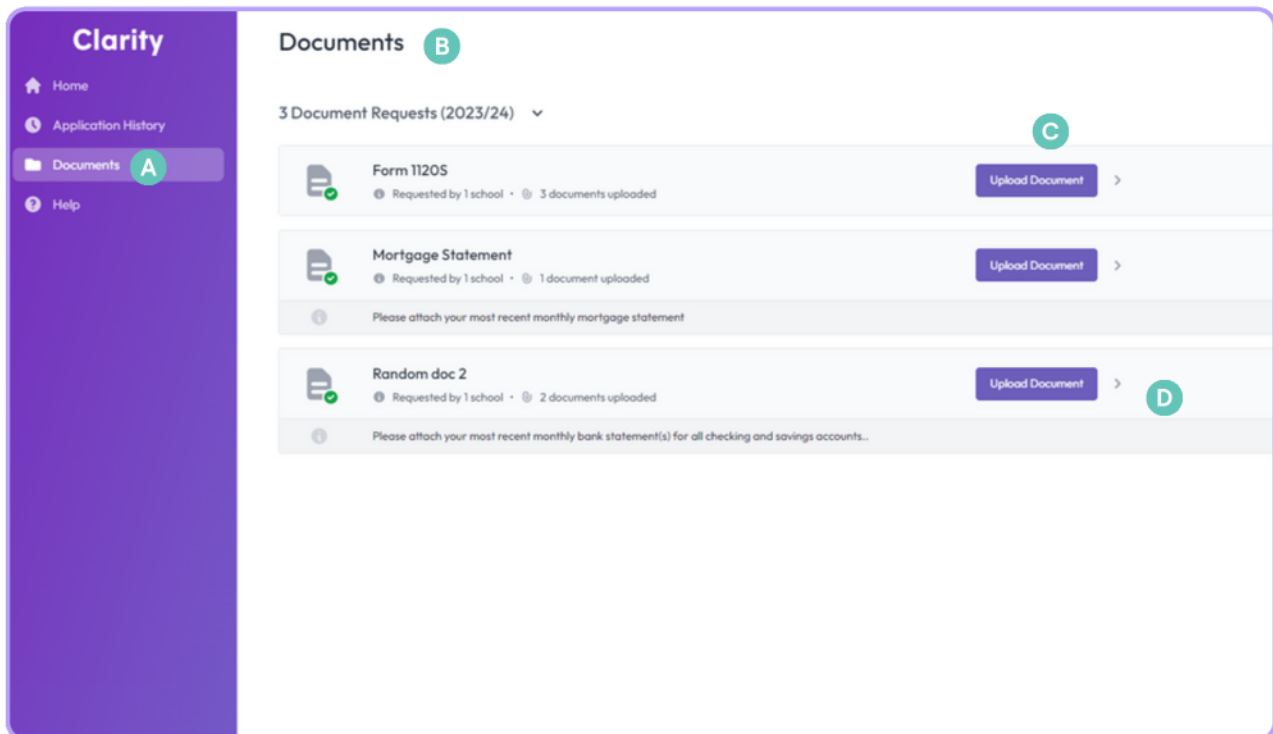 Clarity
Home
Application History
Documents A
Help
Documents B
3 Document Requests (2023/24)
C
Form 1120S
Requested by 1 school • 3 documents uploaded
Upload Document
Mortgage Statement
Requested by 1 school • 1 document uploaded
Upload Document
Please attach your most recent monthly mortgage statement
Random doc 2
Requested by 1 school • 2 documents uploaded
Upload Document
D
Please attach your most recent monthly bank statement(s) for all checking and savings accounts...